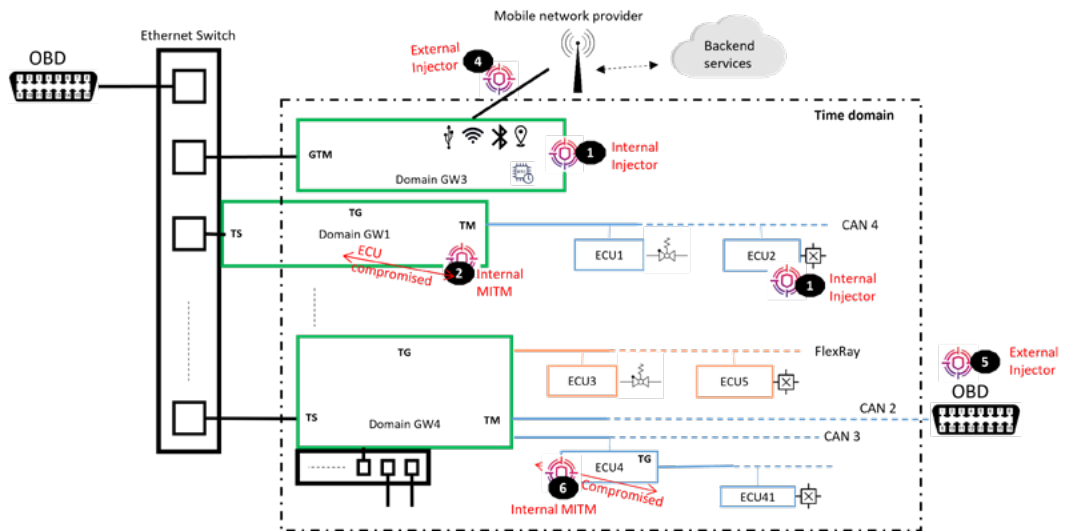 Mobile network provider
Ethernet Switch
OBD
External
Injector
4
Backend
services
Time domain
GTM
Domain GW3
1
Internal
Injector
TG
TM
TS
Domain GW1
CAN 4
ECU
compromised
2
Internal
MITM
ECU1
ECU2
1
Internal
Injector
TG
FlexRay
ECU3
ECU5
5
External
Injector
OBD
CAN 2
TS
Domain GW4
TM
CAN 3
ECU4
TG
6
Compromised
Internal MITM
ECU41